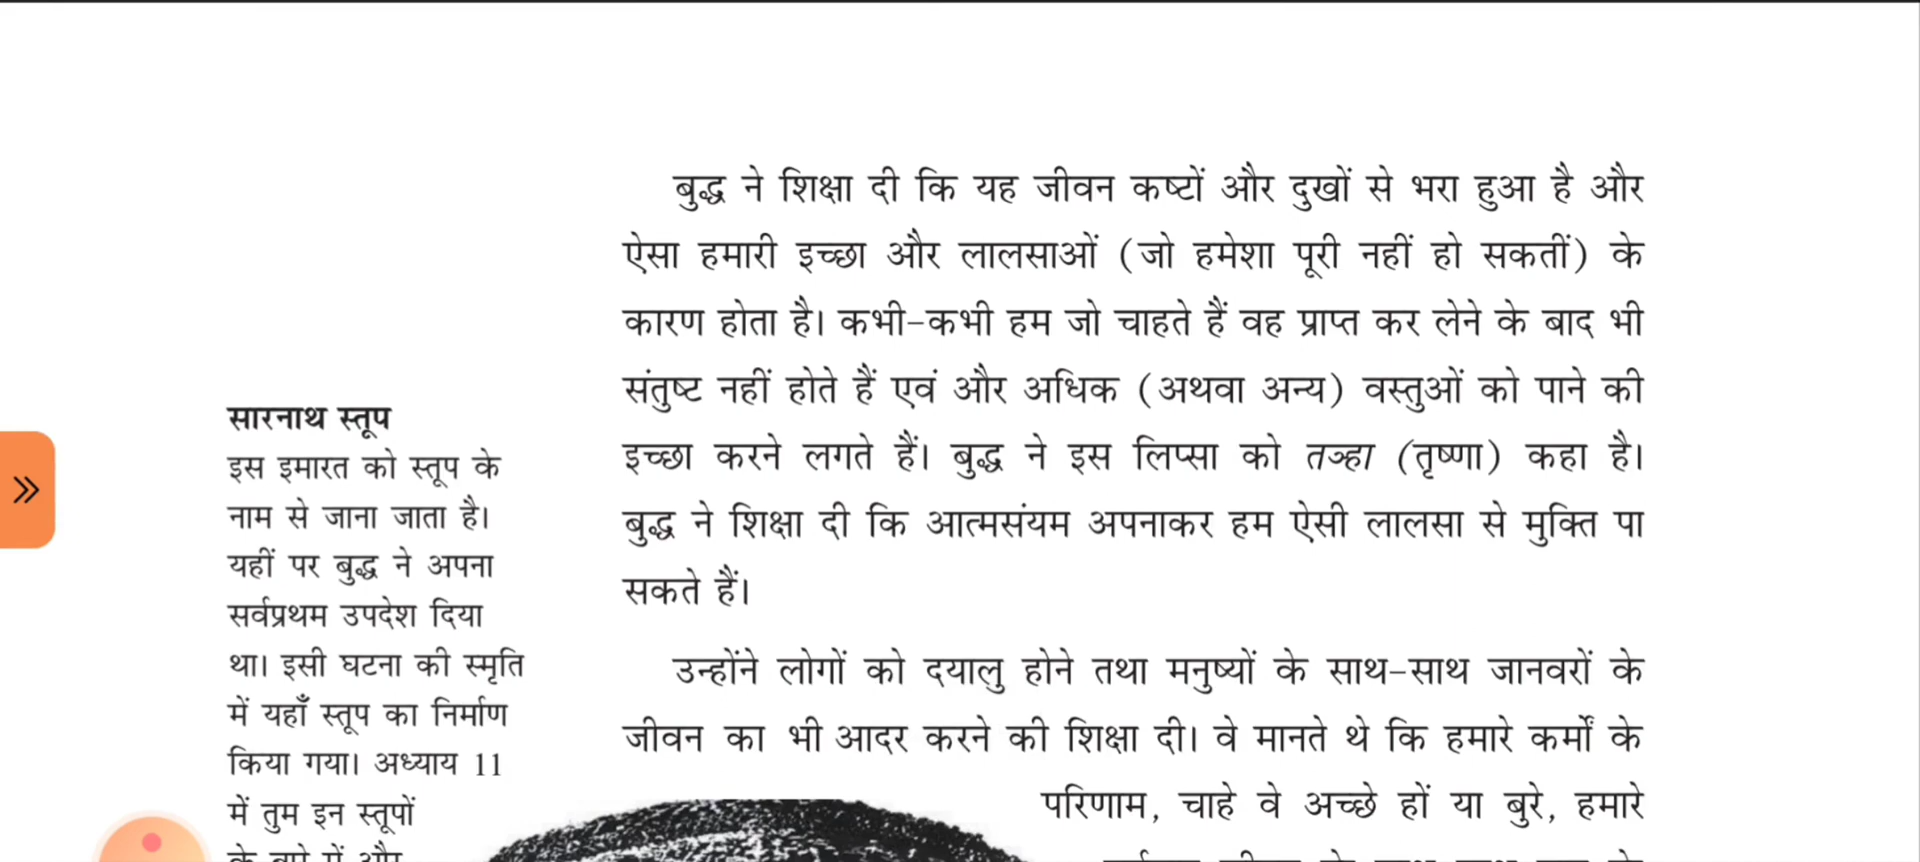 बुद्ध ने शिक्षा दी कि यह जीवन कष्टों और दुखों से भरा हुआ है और
ऐसा हमारी इच्छा और लालसाओं (जो हमेशा पूरी नहीं हो सकतीं) के
कारण होता है। कभी-कभी हम जो चाहते हैं वह प्राप्त कर लेने के बाद भी
संतुष्ट नहीं होते हैं एवं और अधिक (अथवा अन्य) वस्तुओं को पाने की
इच्छा करने लगते हैं। बुद्ध ने इस लिप्सा को तञ्हा (तृष्णा) कहा है।
बुद्ध ने शिक्षा दी कि आत्मसंयम अपनाकर हम ऐसी लालसा से मुक्ति पा
सकते हैं।
उन्होंने लोगों को दयालु होने तथा मनुष्यों के साथ-साथ जानवरों के
जीवन का भी आदर करने की शिक्षा दी। वे मानते थे कि हमारे कर्मों के
परिणाम, चाहे वे अच्छे हों या बुरे, हमारे
सारनाथ स्तूप
इस इमारत को स्तूप के
नाम से जाना जाता है।
यहीं पर बुद्ध ने अपना
सर्वप्रथम उपदेश दिया
था। इसी घटना की स्मृति
में यहाँ स्तूप का निर्माण
किया गया। अध्याय 11
में तुम इन स्तूपों